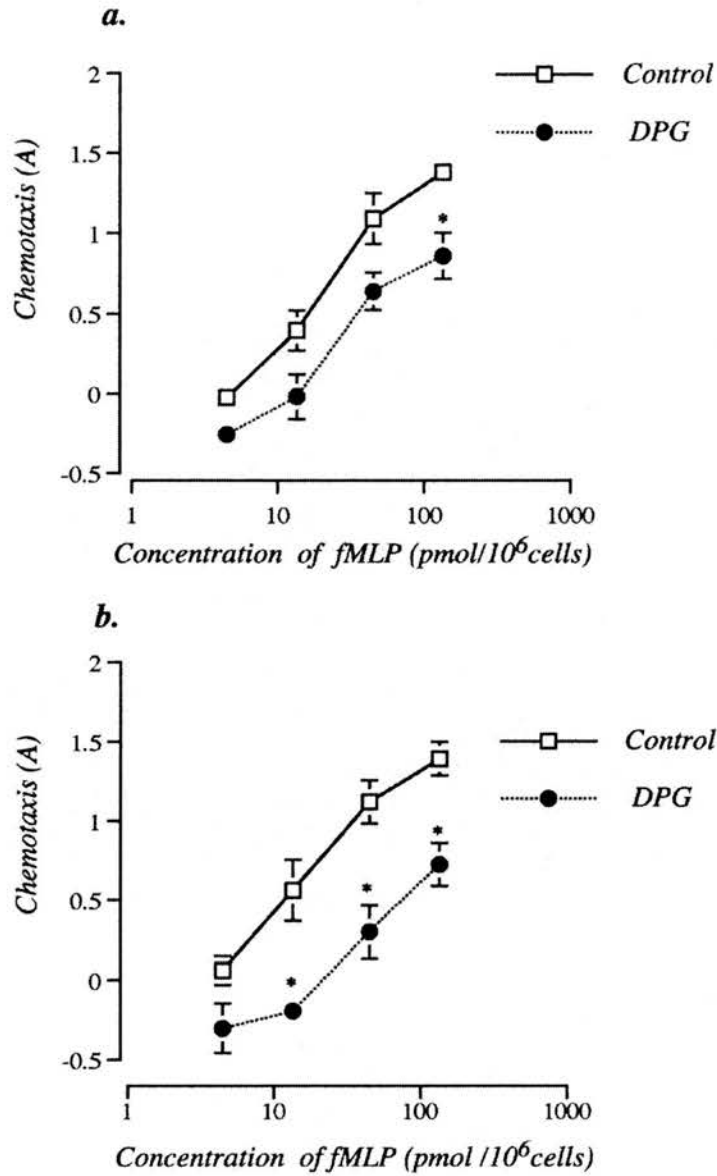 a.
2
1.5
1
0.5
0
-0.5
Chemotaxis (A)
Control
DPG
*
1 10 100 1000
Concentration of fMLP (pmol/10⁶cells)
b.
2
1.5
1
0.5
0
-0.5
Chemotaxis (A)
Control
DPG
*
*
*
1 10 100 1000
Concentration of fMLP (pmol /10⁶cells)